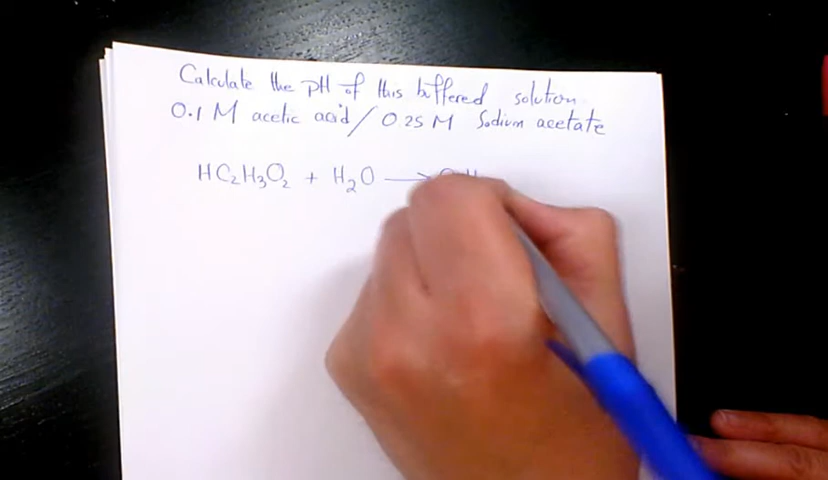 Calculate the pH of this buffered solution
0.1 M acetic acid / 0.25 M Sodium acetate
HC₂H₃O₂ + H₂O ⟶